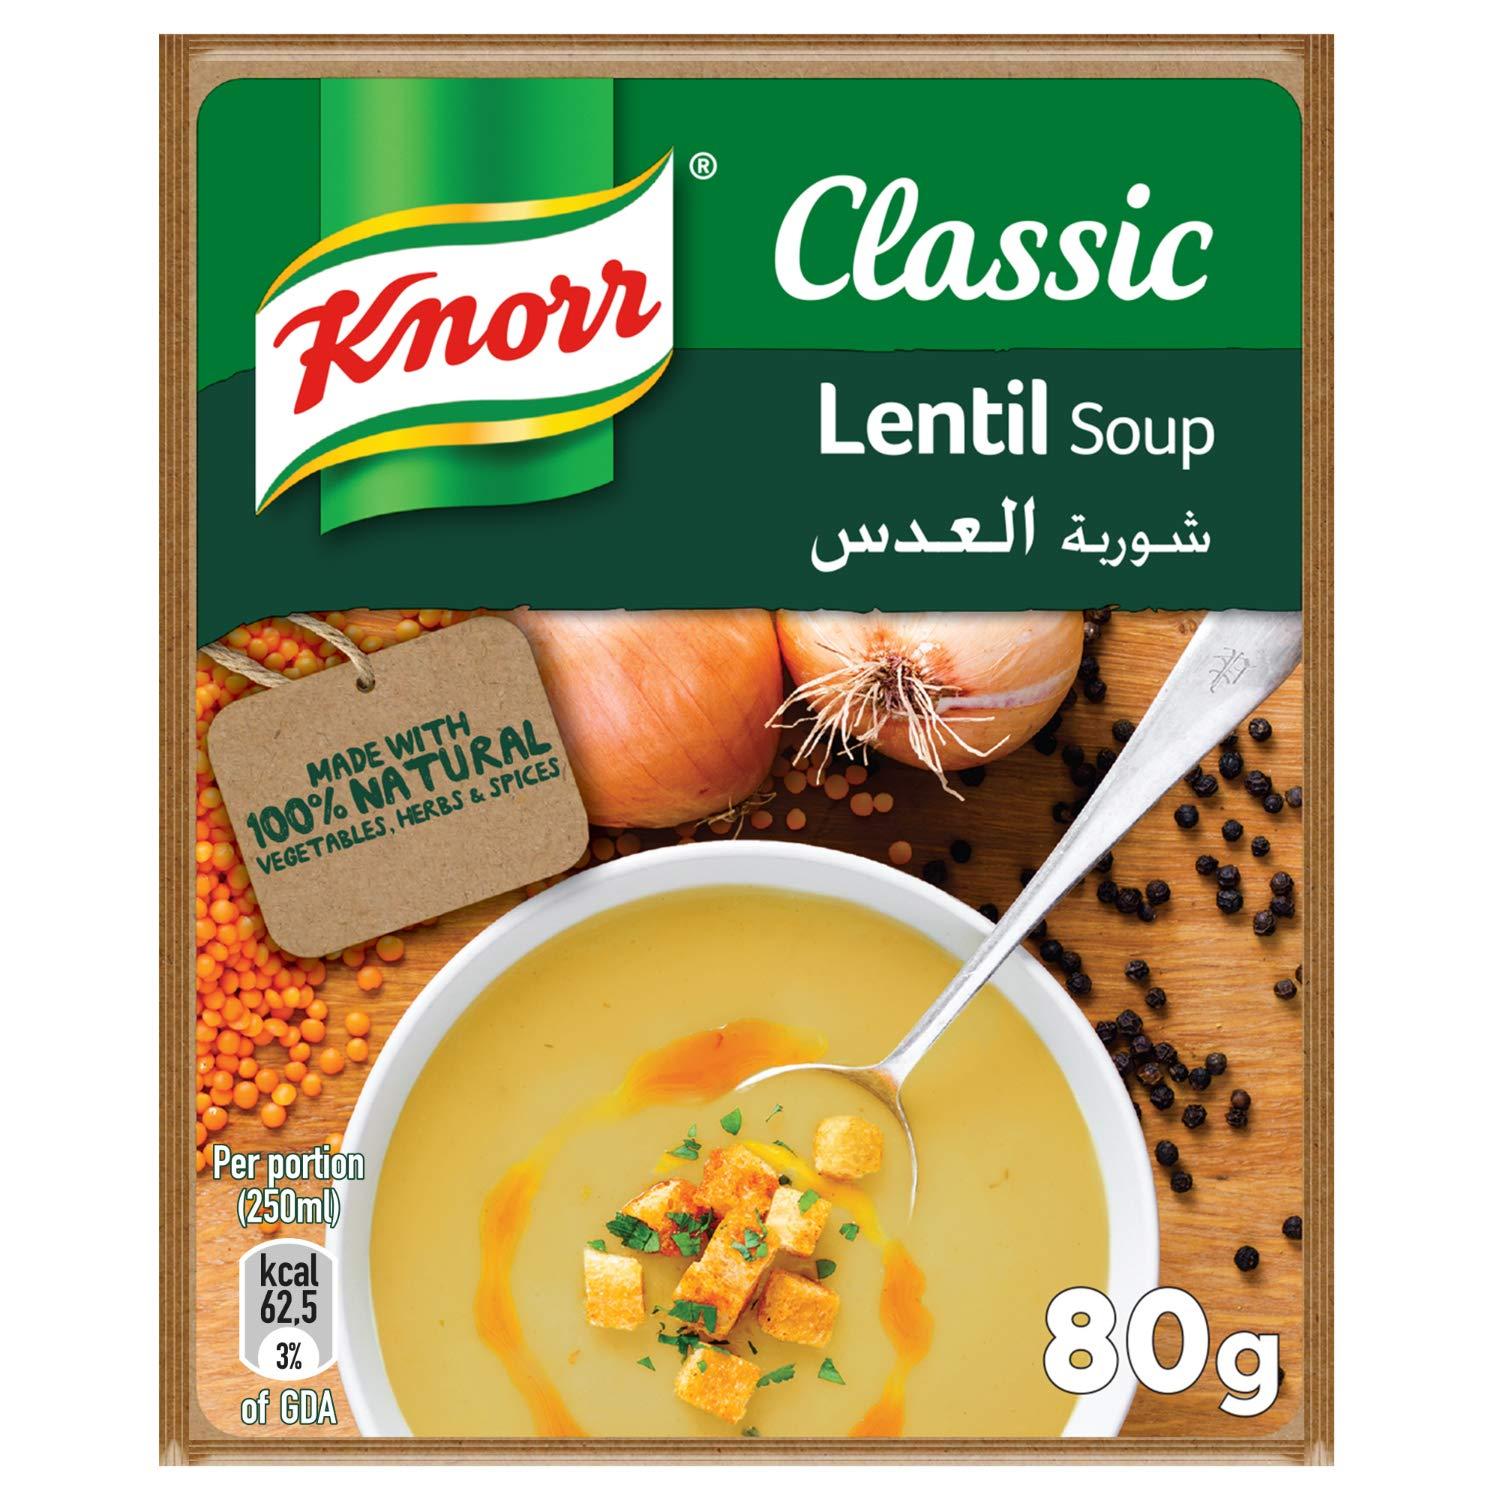 Knorr®
Classic
Lentil Soup
شوربة العدس
MADE WITH
100% NATURAL
VEGETABLES, HERBS & SPICES
Per portion
(250ml)
kcal
62,5
3%
of GDA
80g